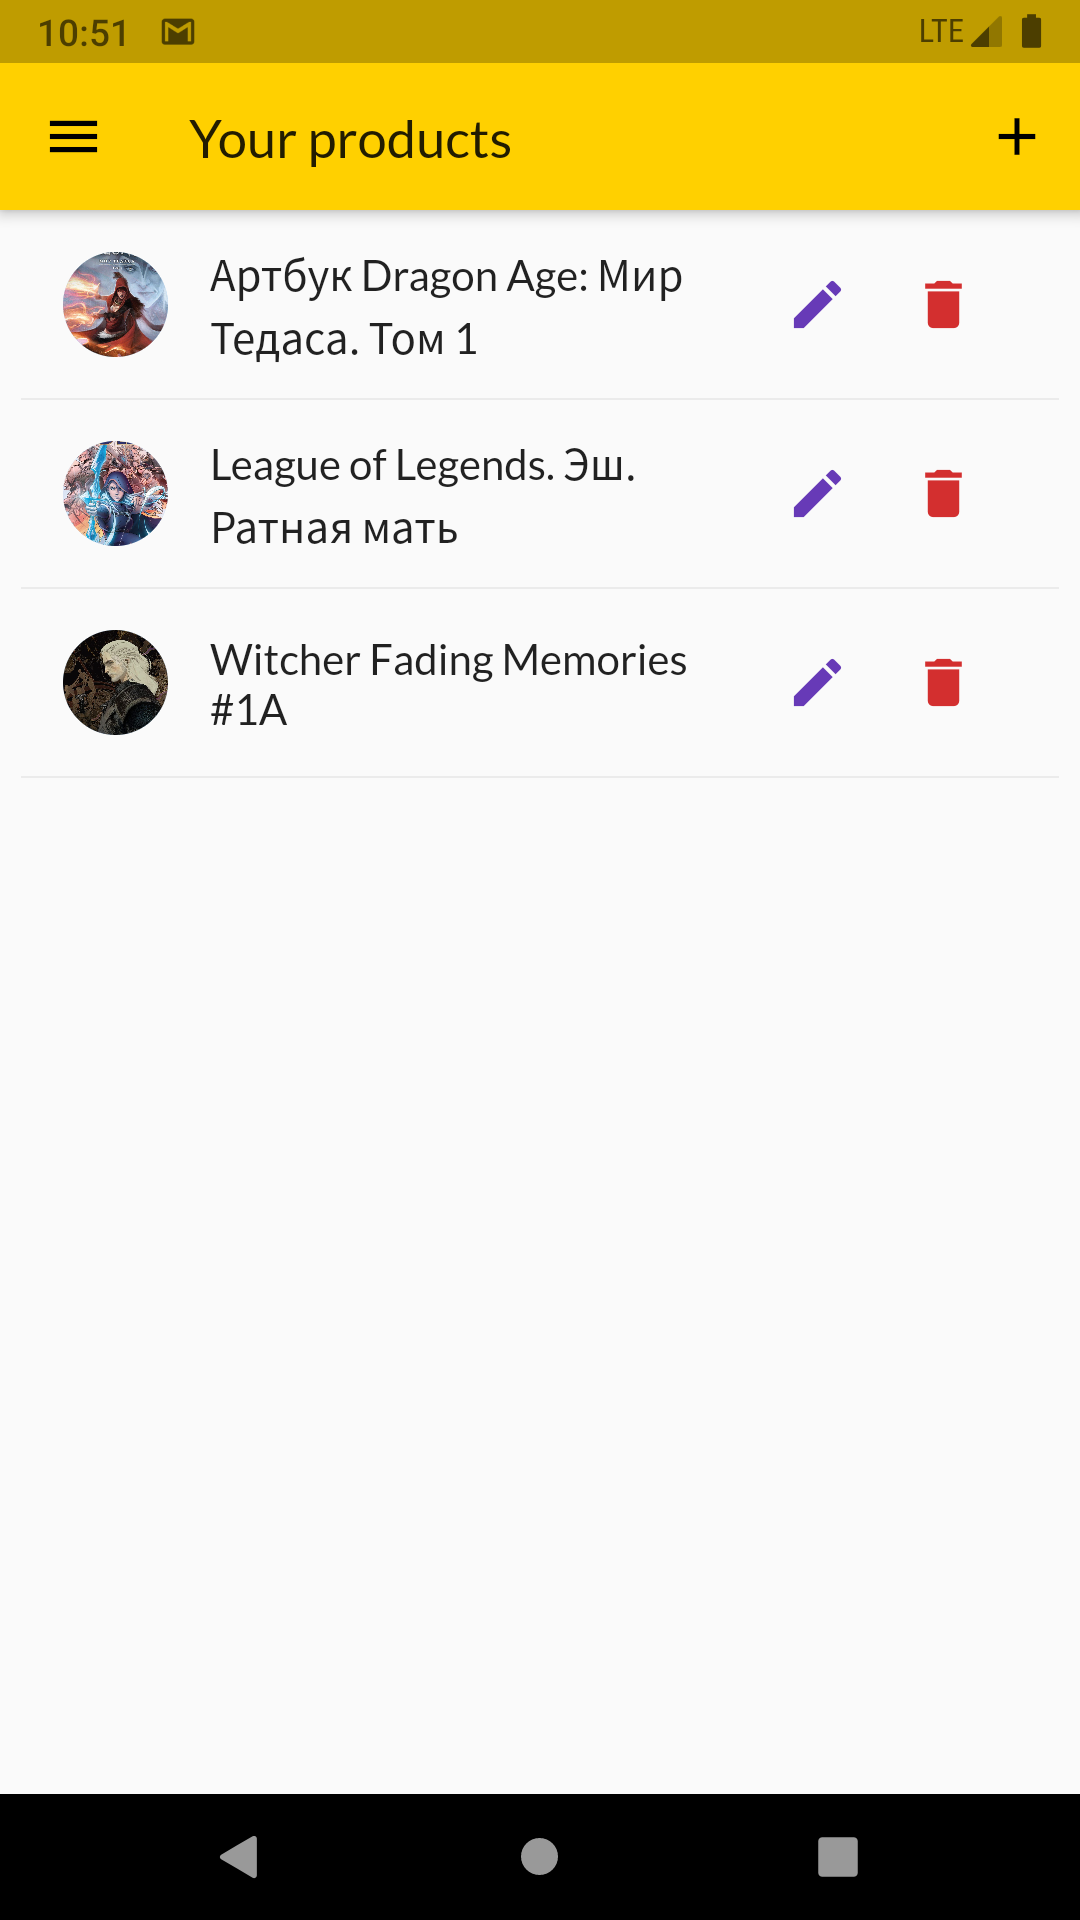 10:51
LTE
Your products
Артбук Dragon Age: Мир
Тедаса. Том 1
League of Legends. Эш.
Ратная мать
Witcher Fading Memories
#1A